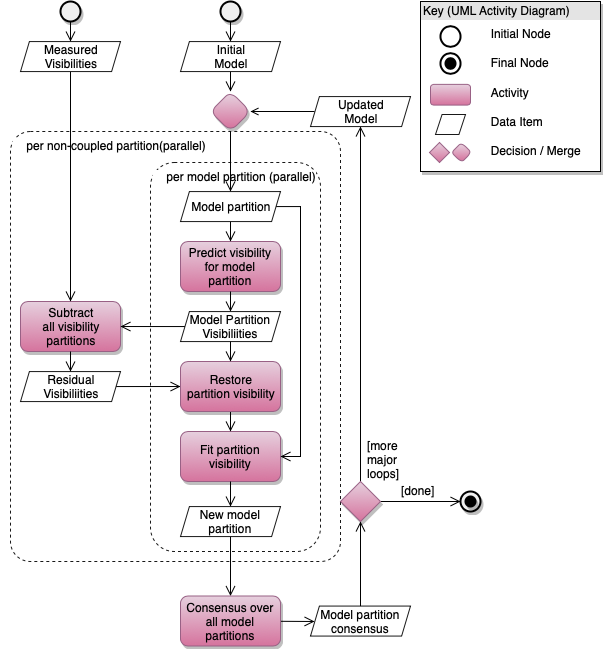 Measured
Visibilities
Initial
Model
Updated
Model
per non-coupled partition(parallel)
per model partition (parallel)
Model partition
Predict visibility
for model
partition
Subtract
all visibility
partitions
Model Partition
Visibiliities
Residual
Visibiliities
Restore
partition visibility
Fit partition
visibility
[more
major
loops]
[done]
New model
partition
Consensus over
all model
partitions
Model partition
consensus
Key (UML Activity Diagram)
Initial Node
Final Node
Activity
Data Item
Decision / Merge